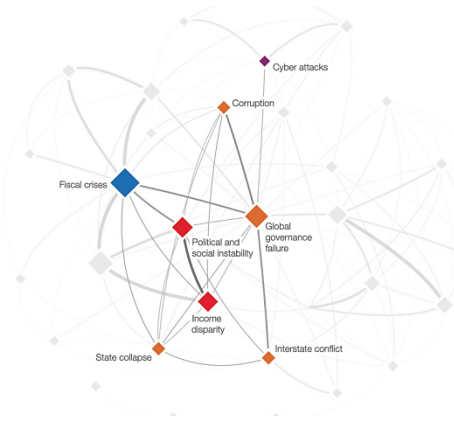 Cyber attacks
Corruption
Fiscal crises
Global
governance
failure
Political and
social instability
Income
disparity
State collapse
Interstate conflict